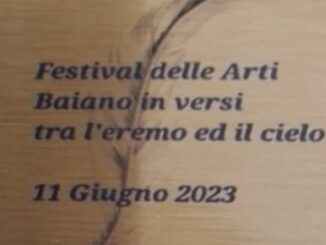 Festival delle Arti
Baiano in versi
tra l'eremo ed il cielo
11 Giugno 2023